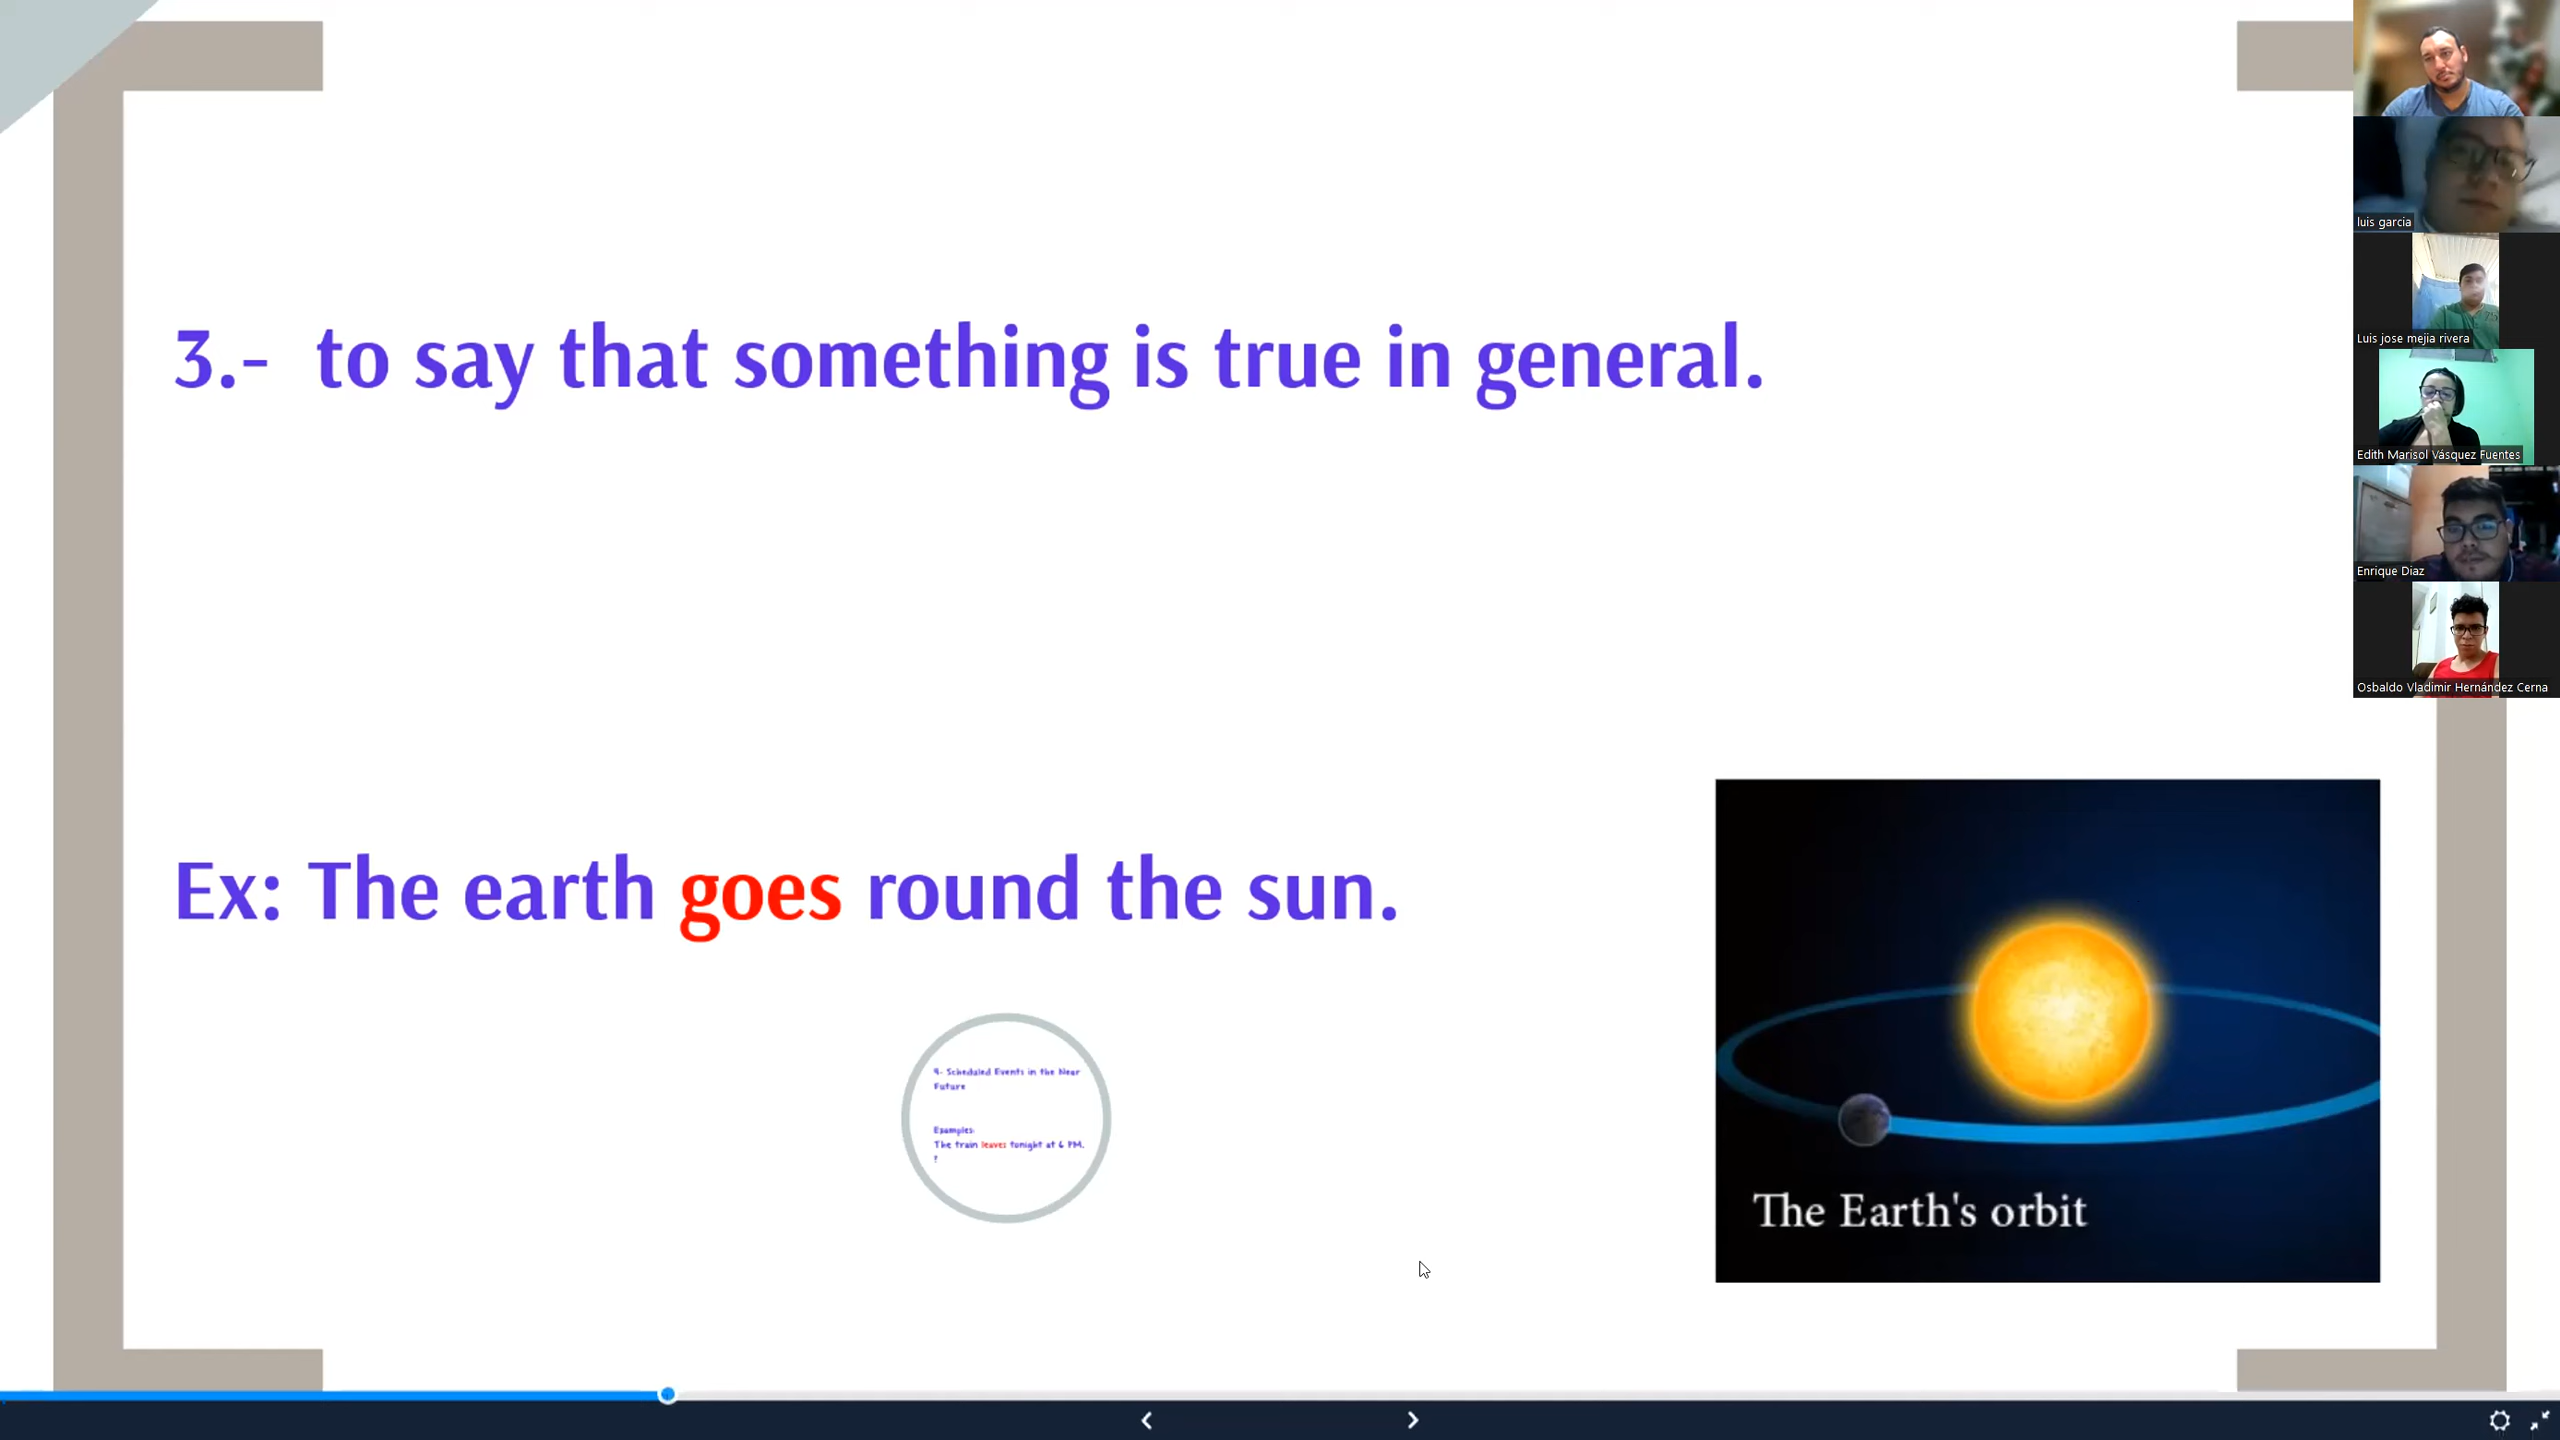 3.- to say that something is true in general.
Ex: The earth goes round the sun.
4- Scheduled Events in the Near
Future
Examples:
The train leaves tonight at 6 PM.
?
The Earth's orbit
luis garcia
Luis jose mejia rivera
Edith Marisol Vásquez Fuentes
Enrique Diaz
Osbaldo Vladimir Hernández Cerna